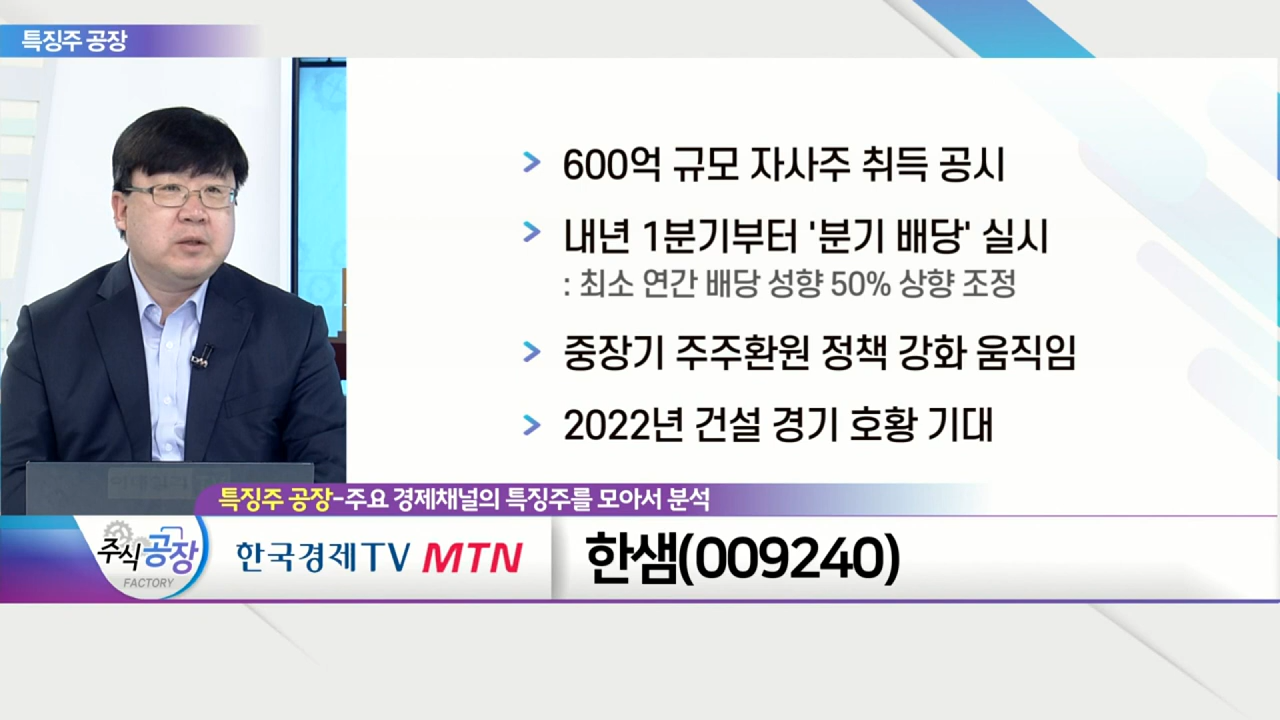 특징주 공장
600억 규모 자사주 취득 공시
내년 1분기부터 '분기 배당' 실시
: 최소 연간 배당 성향 50% 상향 조정
중장기 주주환원 정책 강화 움직임
2022년 건설 경기 호황 기대
특징주 공장-주요 경제채널의 특징주를 모아서 분석
주식공장
FACTORY
한국경제TV MTN
한샘(009240)